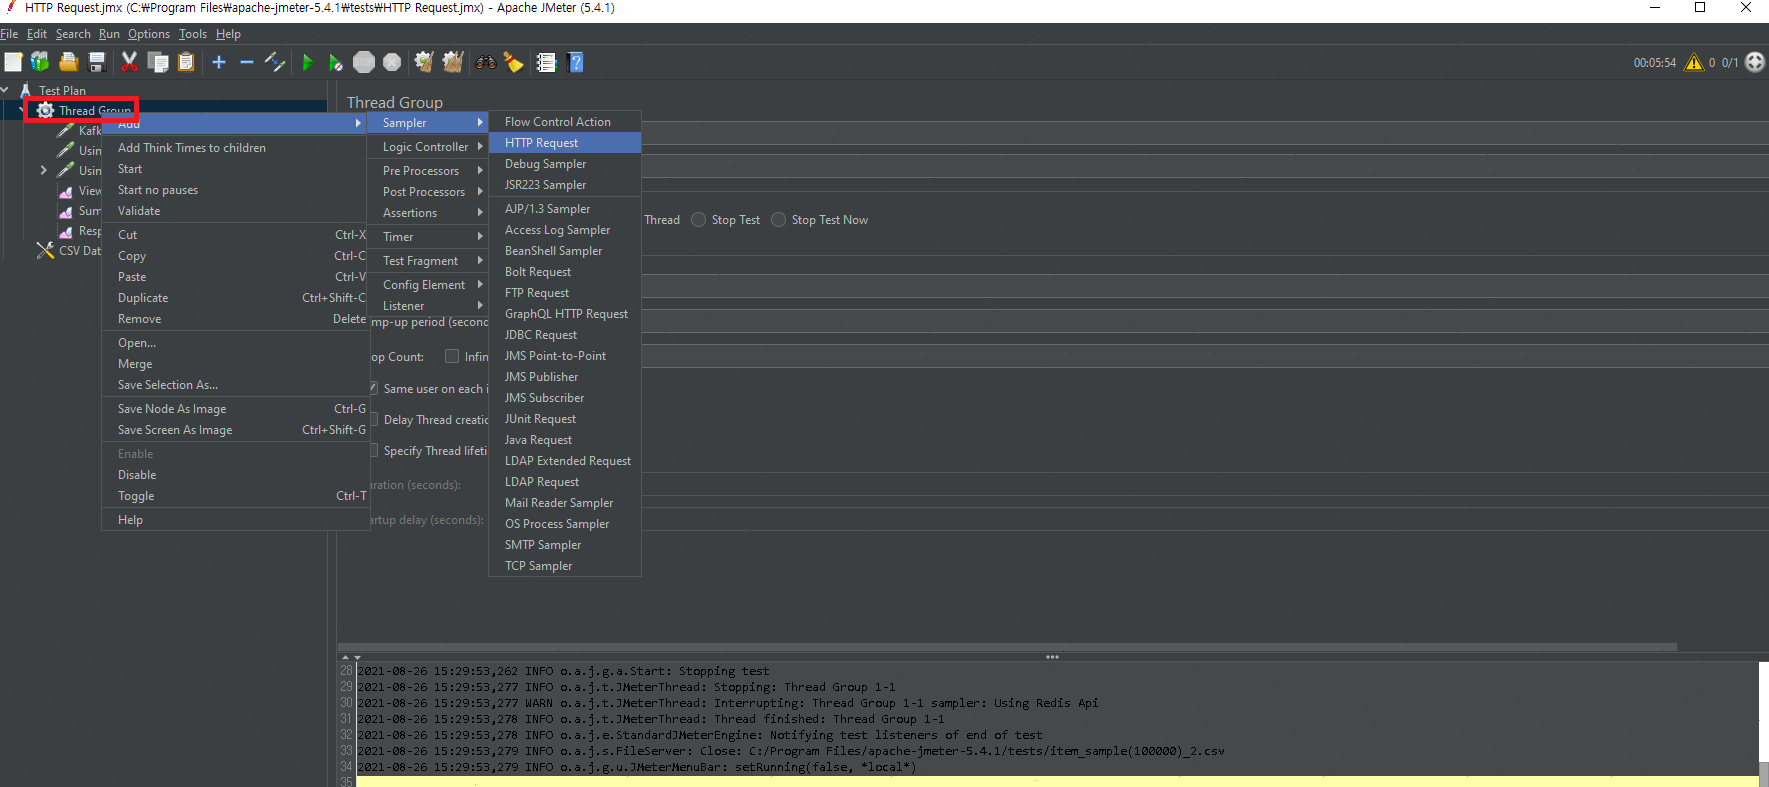 HTTP Request.jmx (C:₩Program Files₩apache-jmeter-5.4.1₩tests₩HTTP Request.jmx) - Apache JMeter (5.4.1)
File Edit Search Run Options Tools Help
00:05:54 0 0/1
Test Plan
Thread Group
Kafk
Usin
Usin
View
Sum
Resp
CSV Dat
Add
Add Think Times to children
Start
Start no pauses
Validate
Cut Ctrl-X
Copy Ctrl-C
Paste Ctrl-V
Duplicate Ctrl+Shift-C
Remove Delete
Open...
Merge
Save Selection As...
Save Node As Image Ctrl-G
Save Screen As Image Ctrl+Shift-G
Enable
Disable
Toggle Ctrl-T
Help
Thread Group
Sampler
Logic Controller
Pre Processors
Post Processors
Assertions
Timer
Test Fragment
Config Element
Listener
mp-up period (secon
op Count: Infin
Same user on each i
Delay Thread creatio
Specify Thread lifeti
uration (seconds):
artup delay (seconds):
Flow Control Action
HTTP Request
Debug Sampler
JSR223 Sampler
AJP/1.3 Sampler
Access Log Sampler
BeanShell Sampler
Bolt Request
FTP Request
GraphQL HTTP Request
JDBC Request
JMS Point-to-Point
JMS Publisher
JMS Subscriber
JUnit Request
Java Request
LDAP Extended Request
LDAP Request
Mail Reader Sampler
OS Process Sampler
SMTP Sampler
TCP Sampler
Thread Stop Test Stop Test Now
28 2021-08-26 15:29:53,262 INFO o.a.j.g.a.Start: Stopping test
29 2021-08-26 15:29:53,277 INFO o.a.j.t.JMeterThread: Stopping: Thread Group 1-1
30 2021-08-26 15:29:53,277 WARN o.a.j.t.JMeterThread: Interrupting: Thread Group 1-1 sampler: Using Redis Api
31 2021-08-26 15:29:53,278 INFO o.a.j.t.JMeterThread: Thread finished: Thread Group 1-1
32 2021-08-26 15:29:53,278 INFO o.a.j.e.StandardJMeterEngine: Notifying test listeners of end of test
33 2021-08-26 15:29:53,279 INFO o.a.j.s.FileServer: Close: C:/Program Files/apache-jmeter-5.4.1/tests/item_sample(100000)_2.csv
34 2021-08-26 15:29:53,279 INFO o.a.j.g.u.JMeterMenuBar: setRunning(false, *local*)
35